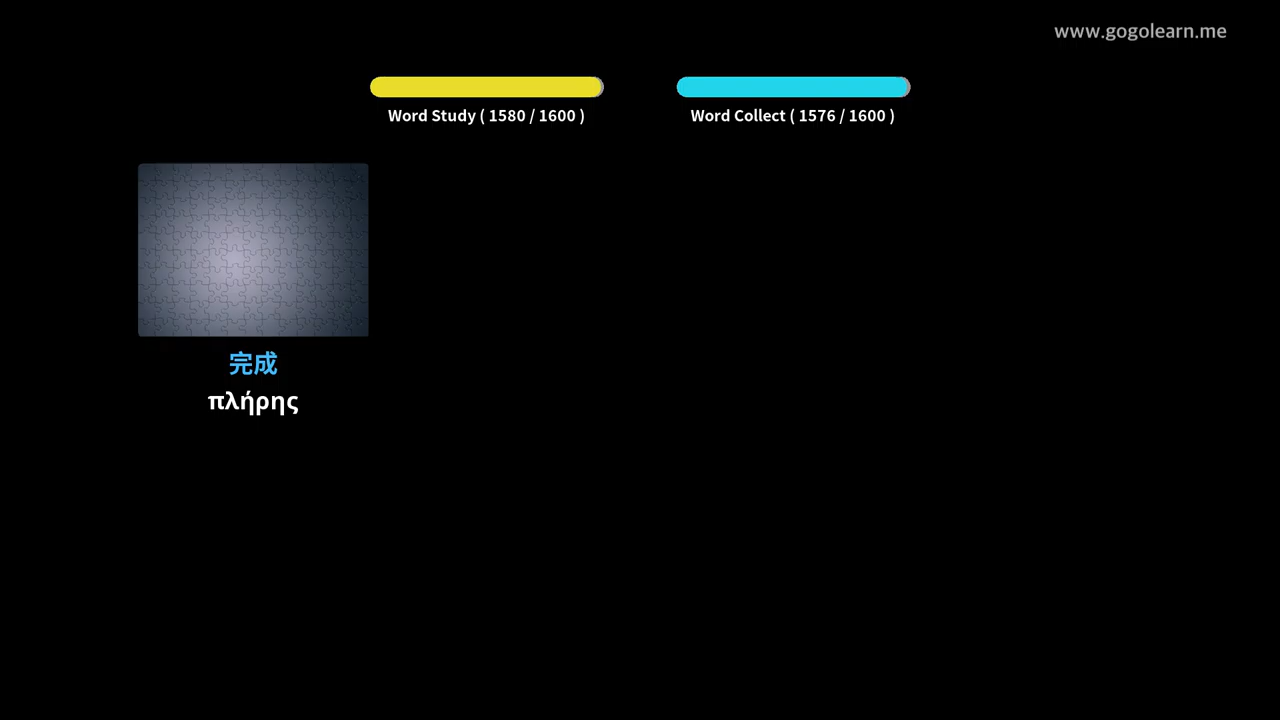 www.gogolearn.me
Word Study ( 1580 / 1600 )
Word Collect ( 1576 / 1600 )
完成
πλήρης